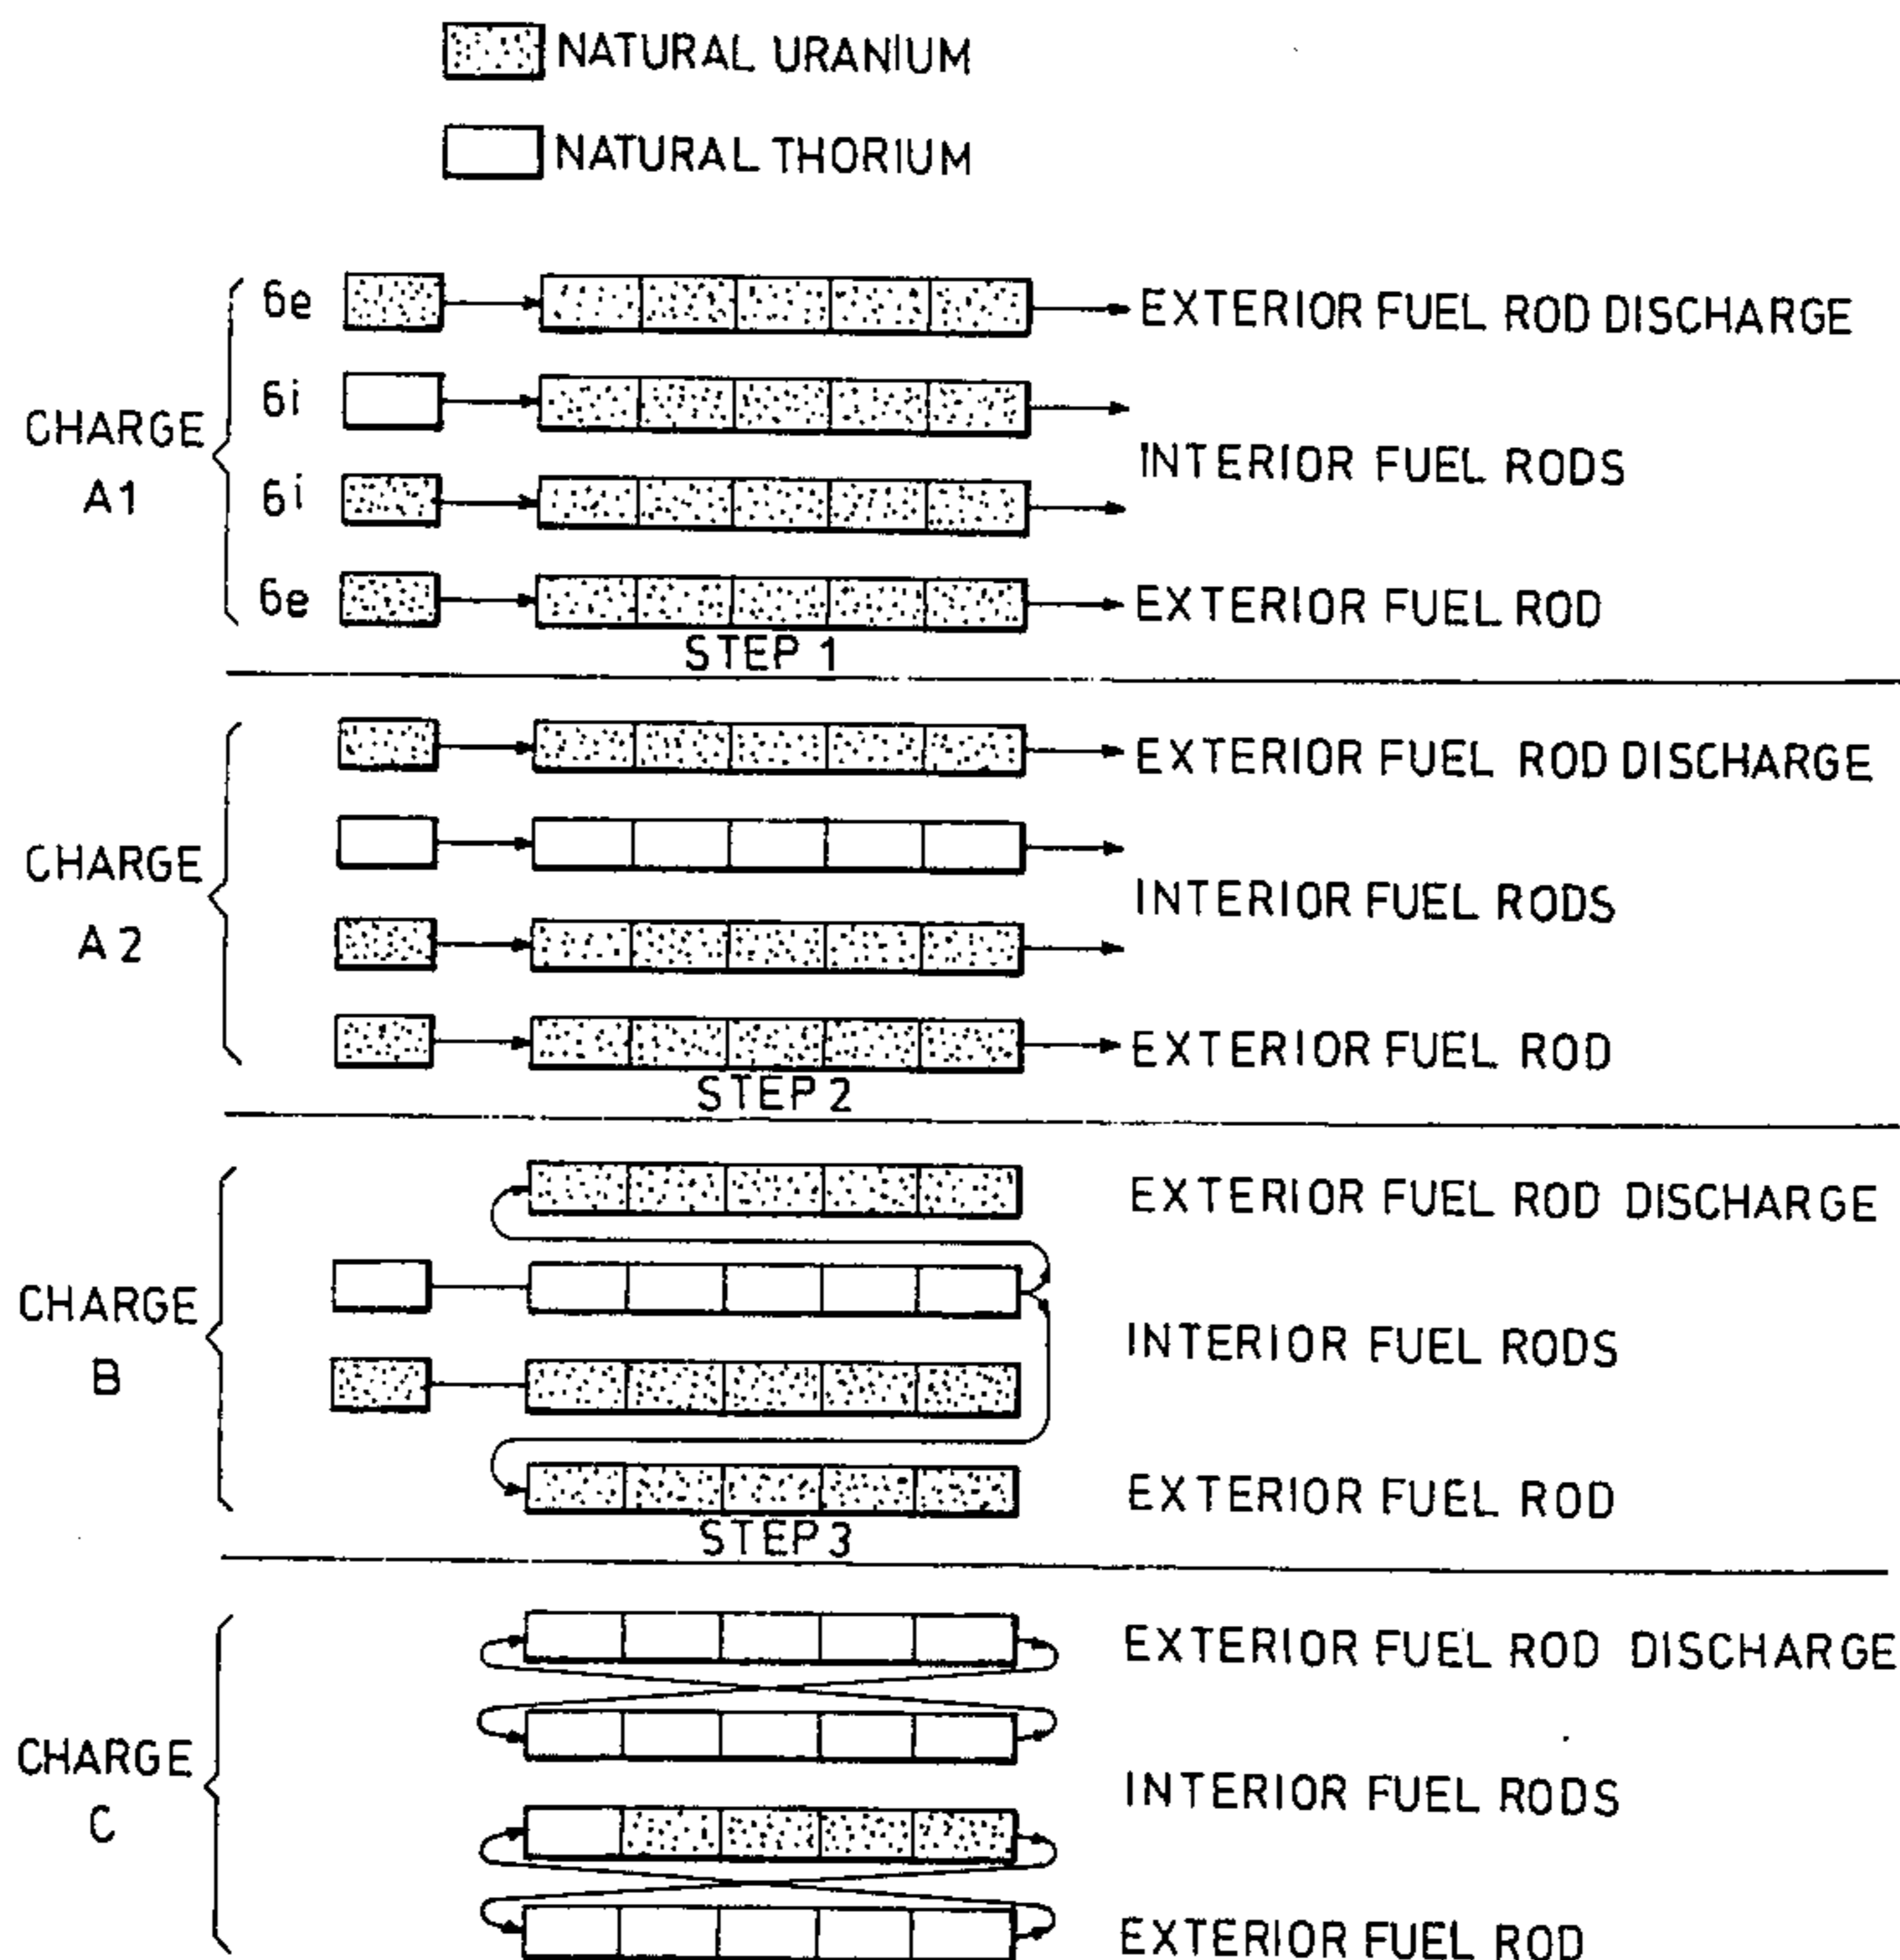 NATURAL URANIUM
NATURAL THORIUM
CHARGE
A1
6e
6i
6i
6e
EXTERIOR FUEL ROD DISCHARGE
INTERIOR FUEL RODS
EXTERIOR FUEL ROD
STEP 1
CHARGE
A2
EXTERIOR FUEL ROD DISCHARGE
INTERIOR FUEL RODS
EXTERIOR FUEL ROD
STEP 2
CHARGE
B
EXTERIOR FUEL ROD DISCHARGE
INTERIOR FUEL RODS
EXTERIOR FUEL ROD
STEP 3
CHARGE
C
EXTERIOR FUEL ROD DISCHARGE
INTERIOR FUEL RODS
EXTERIOR FUEL ROD